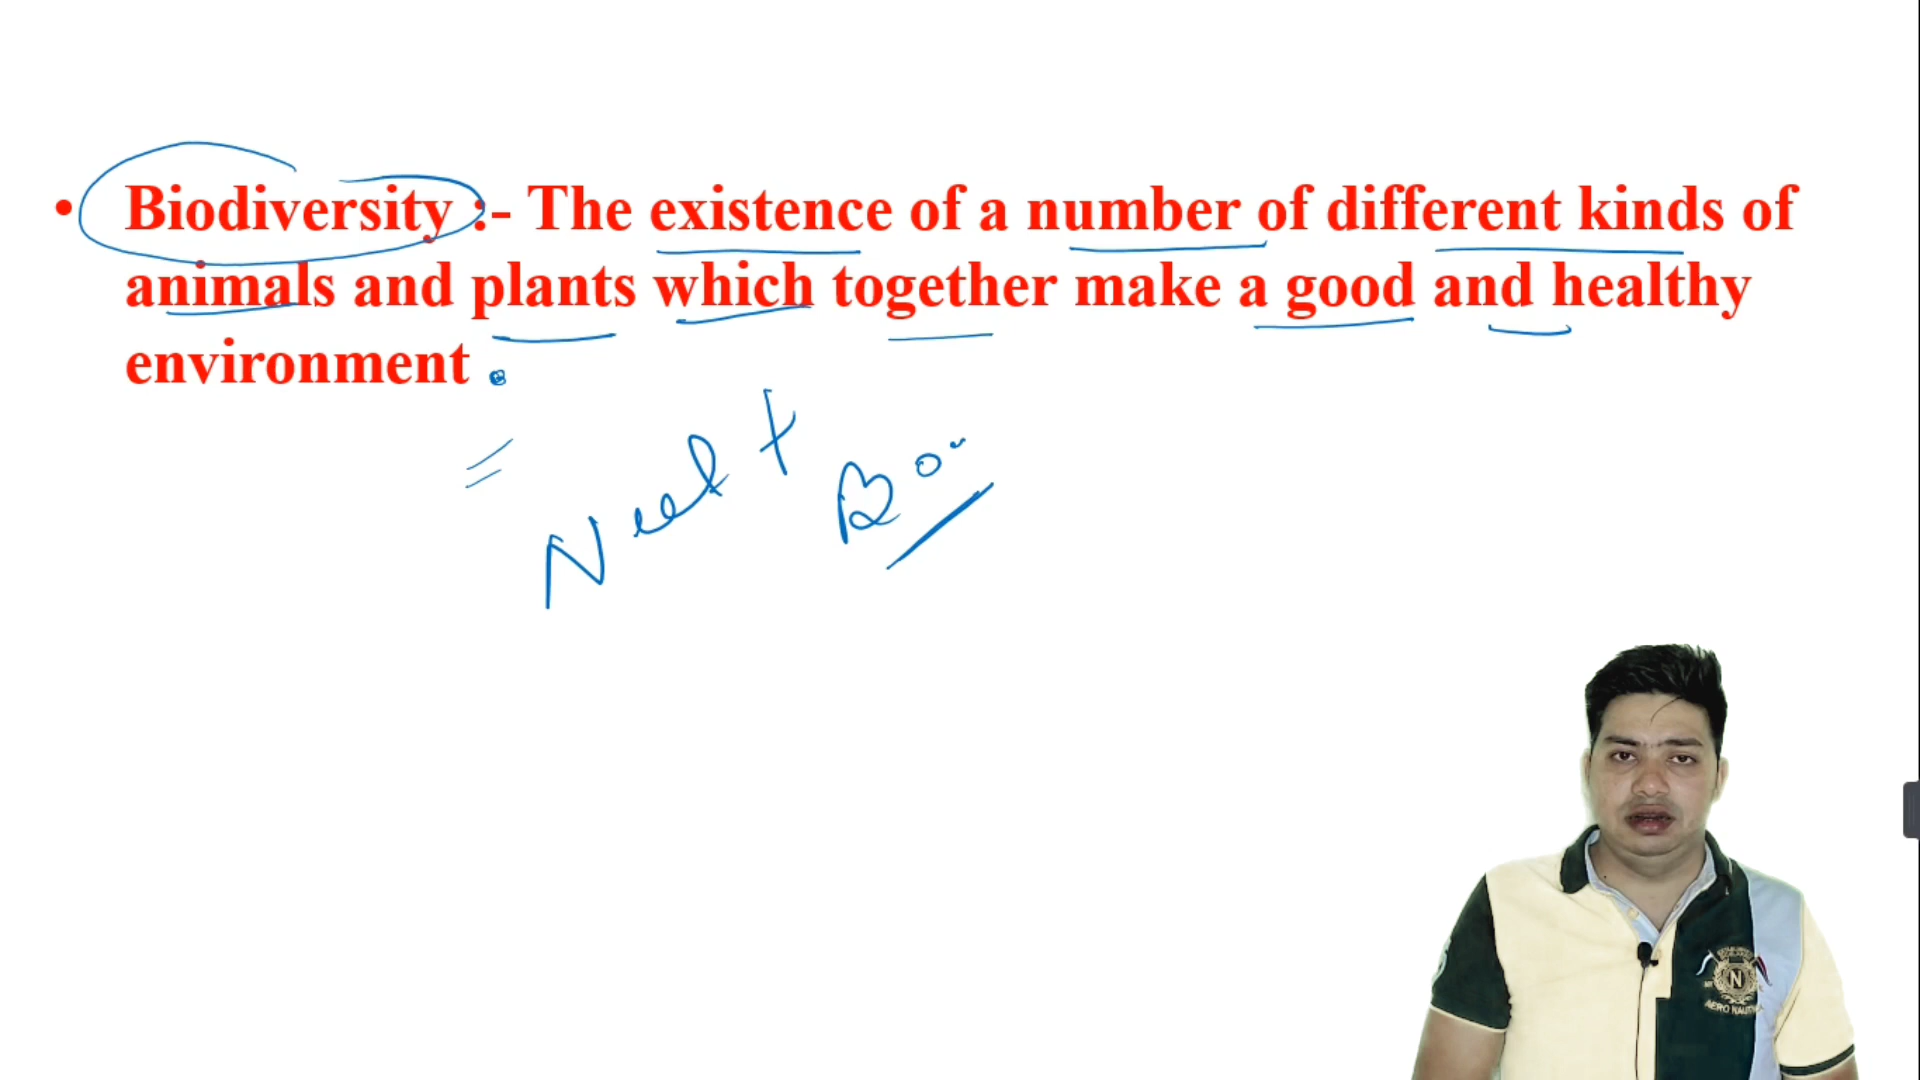 • Biodiversity :- The existence of a number of different kinds of
animals and plants which together make a good and healthy
environment .
= Neet +
Bo
N